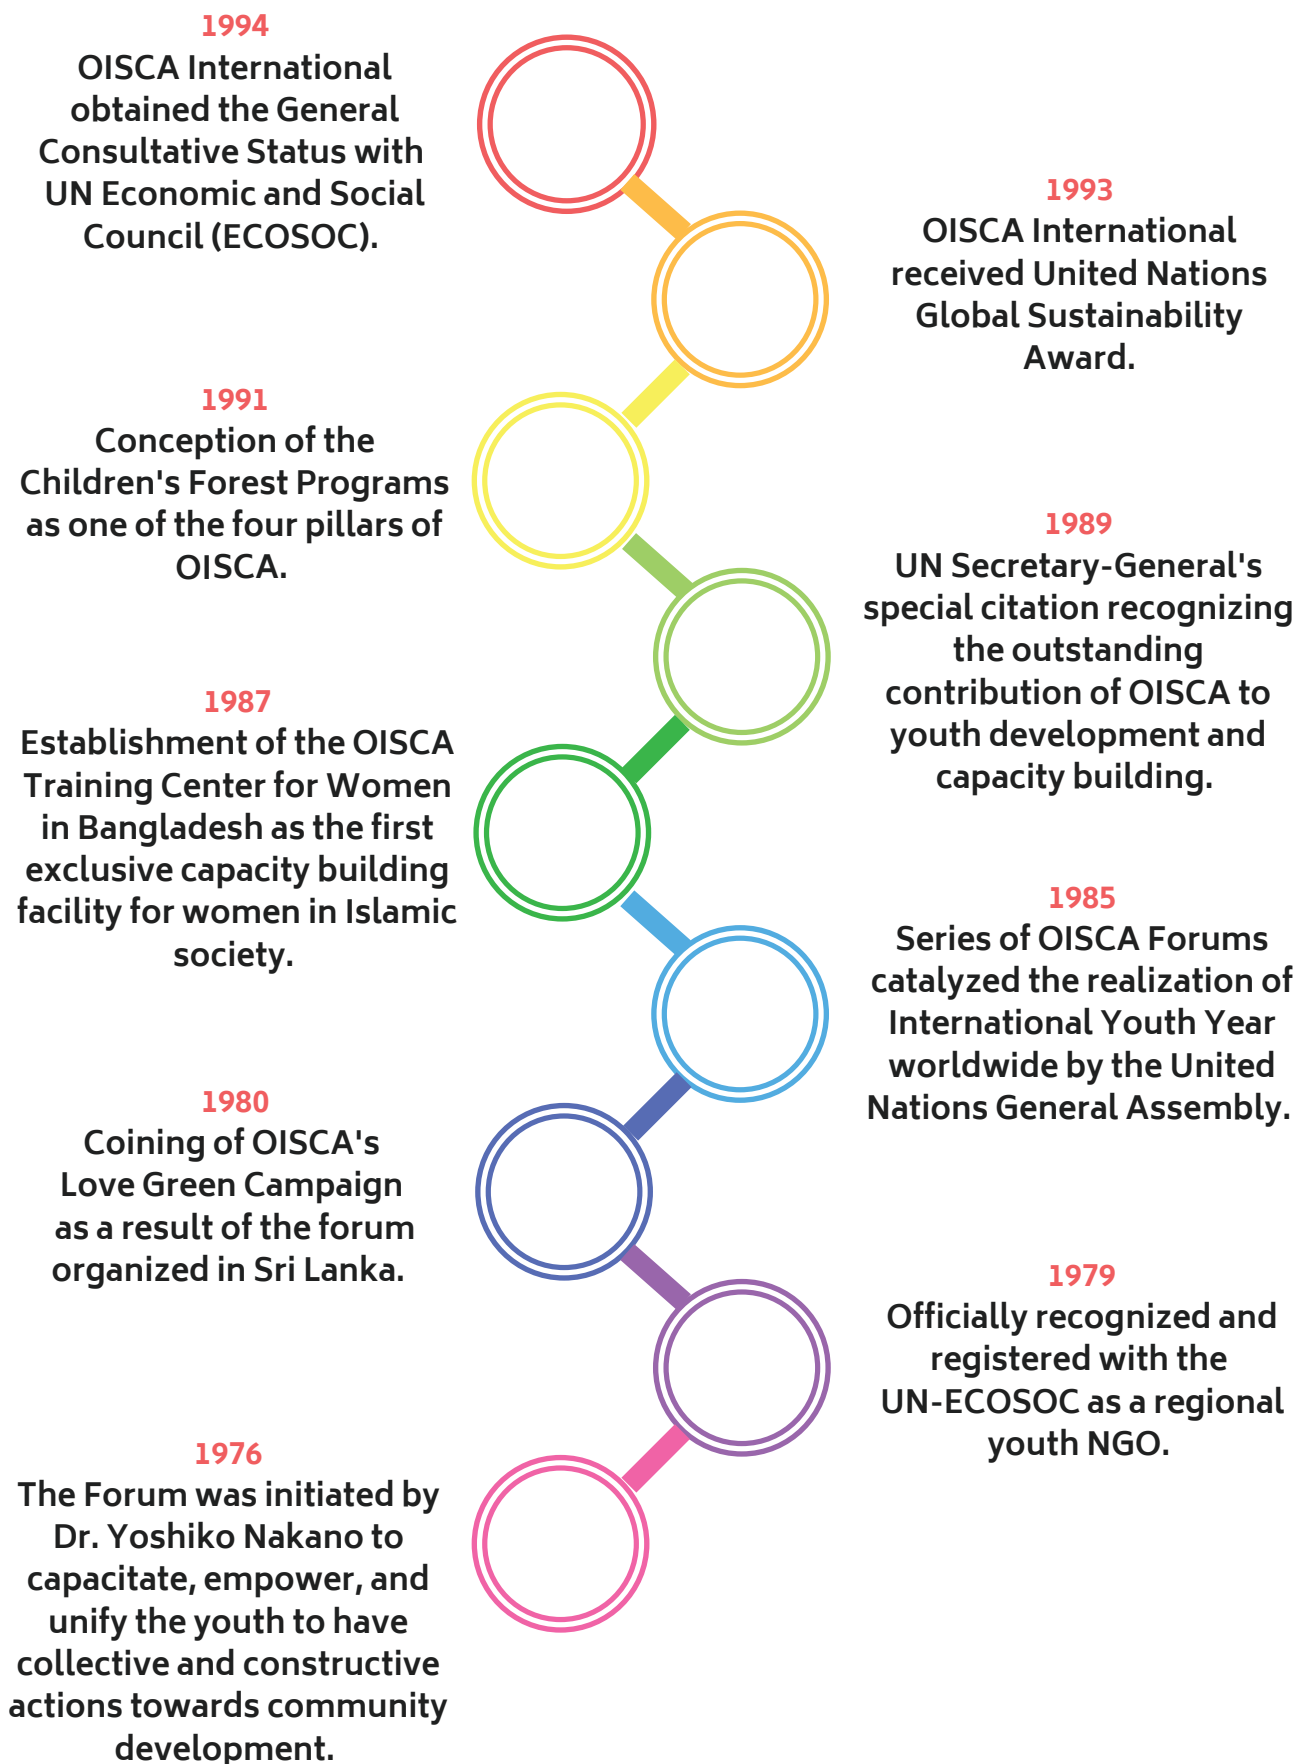 1994
OISCA International
obtained the General
Consultative Status with
UN Economic and Social
Council (ECOSOC).
1993
OISCA International
received United Nations
Global Sustainability
Award.
1991
Conception of the
Children's Forest Programs
as one of the four pillars of
OISCA.
1989
UN Secretary-General's
special citation recognizing
the outstanding
contribution of OISCA to
youth development and
capacity building.
1987
Establishment of the OISCA
Training Center for Women
in Bangladesh as the first
exclusive capacity building
facility for women in Islamic
society.
1985
Series of OISCA Forums
catalyzed the realization of
International Youth Year
worldwide by the United
Nations General Assembly.
1980
Coining of OISCA's
Love Green Campaign
as a result of the forum
organized in Sri Lanka.
1979
Officially recognized and
registered with the
UN-ECOSOC as a regional
youth NGO.
1976
The Forum was initiated by
Dr. Yoshiko Nakano to
capacitate, empower, and
unify the youth to have
collective and constructive
actions towards community
development.